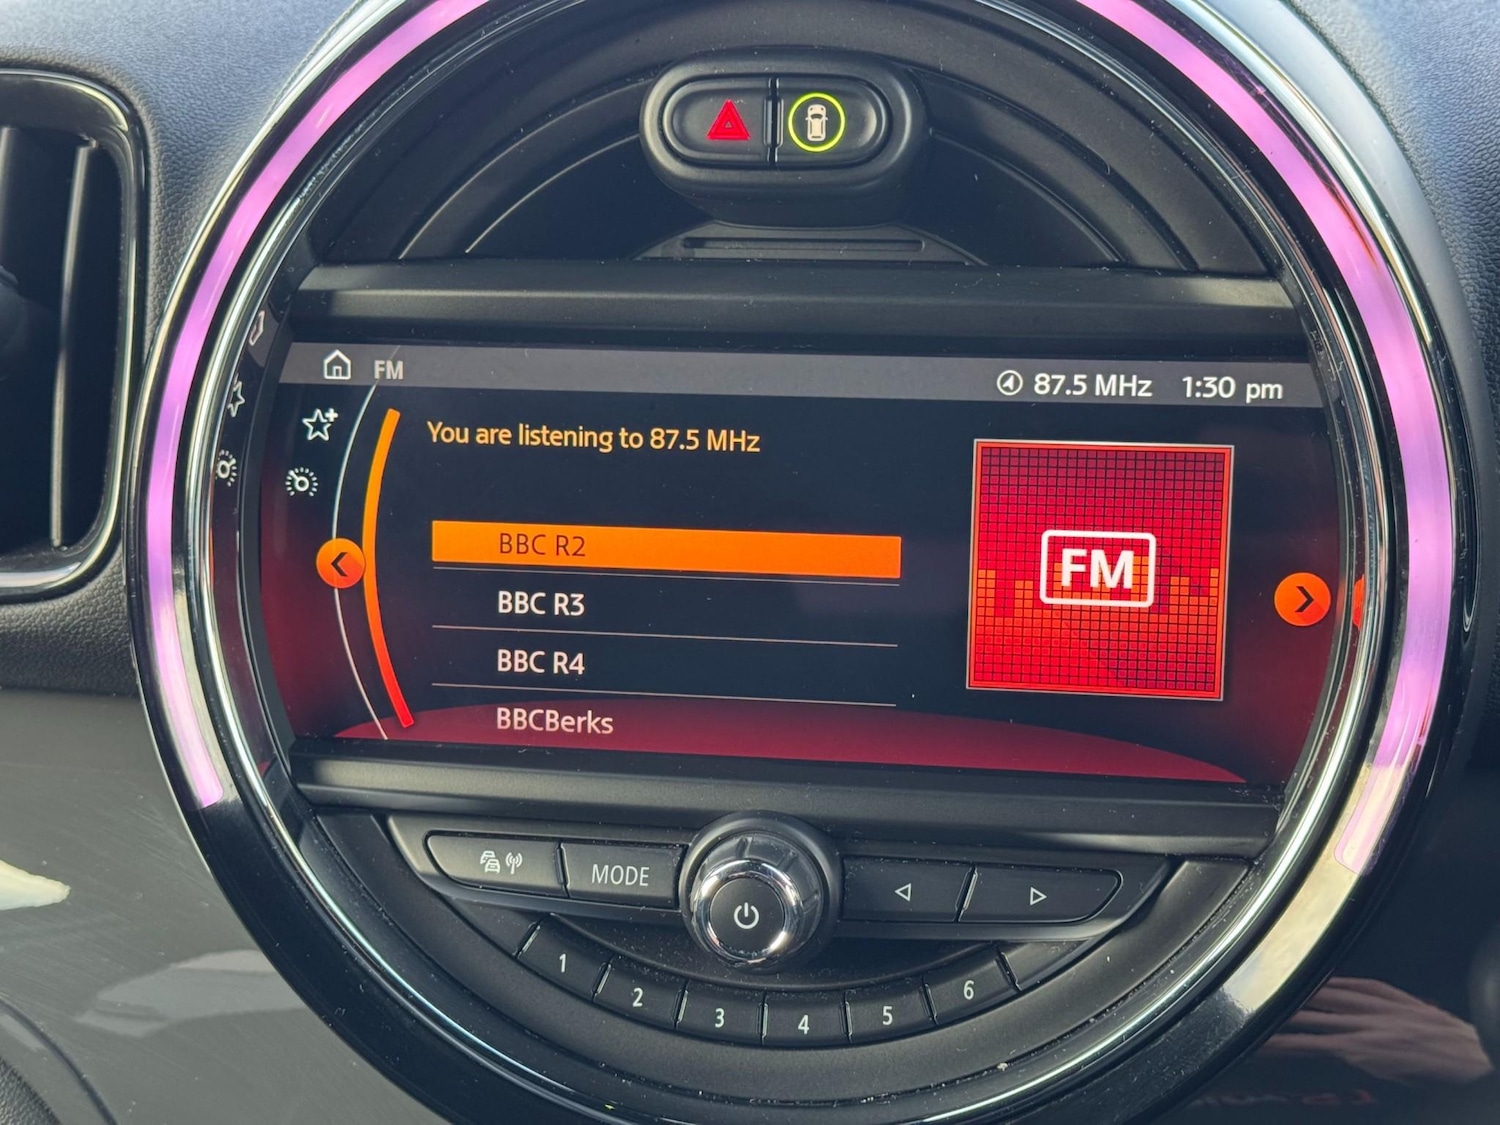 FM
87.5 MHz 1:30 pm
You are listening to 87.5 MHz
BBC R2
BBC R3
BBC R4
BBCBerks
FM
MODE
1 2 3 4 5 6